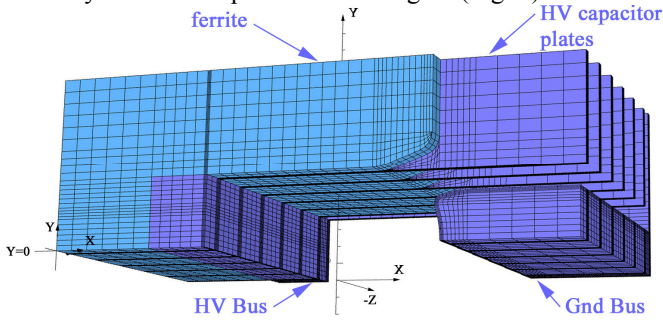 ferrite
Y
HV capacitor
plates
Y
X
Y=0
X
-Z
HV Bus
Gnd Bus